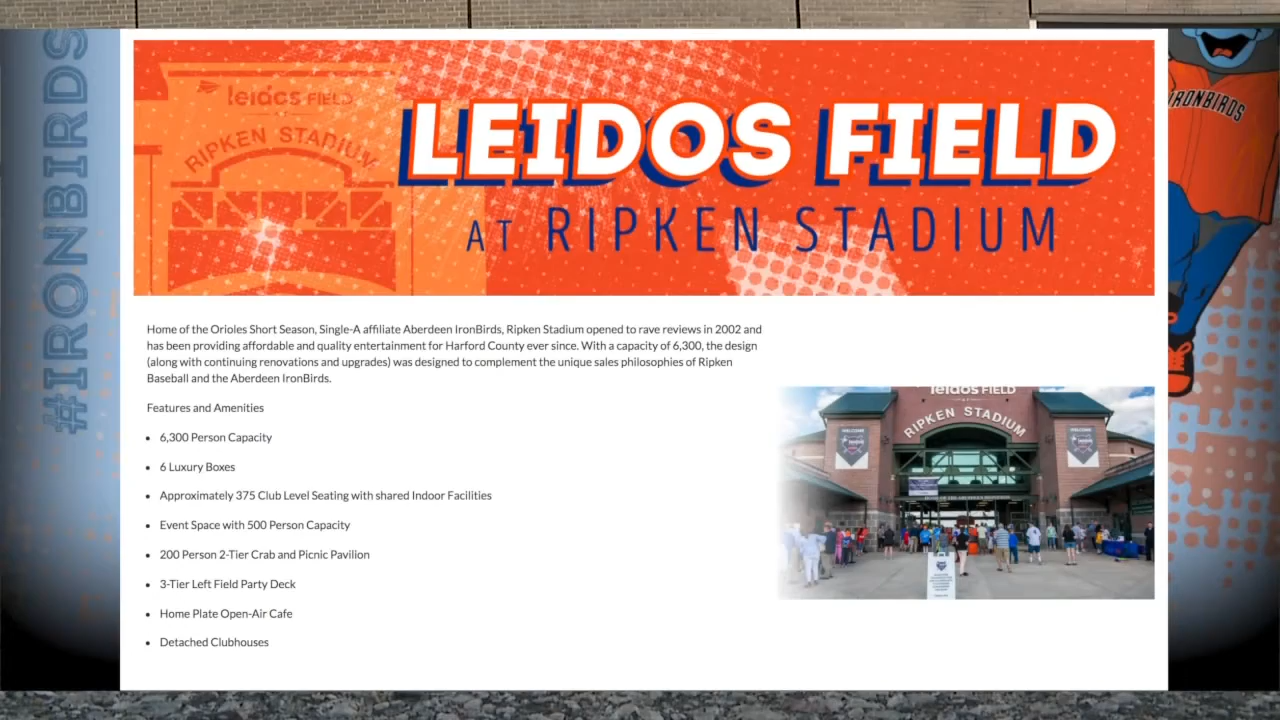 #IRONBIRDS
leidos FIELD
AT
RIPKEN STADIUM
LEIDOS FIELD
AT RIPKEN STADIUM
IRONBIRDS
Home of the Orioles Short Season, Single-A affiliate Aberdeen IronBirds, Ripken Stadium opened to rave reviews in 2002 and
has been providing affordable and quality entertainment for Harford County ever since. With a capacity of 6,300, the design
(along with continuing renovations and upgrades) was designed to complement the unique sales philosophies of Ripken
Baseball and the Aberdeen IronBirds.
Features and Amenities
• 6,300 Person Capacity
• 6 Luxury Boxes
• Approximately 375 Club Level Seating with shared Indoor Facilities
• Event Space with 500 Person Capacity
• 200 Person 2-Tier Crab and Picnic Pavilion
• 3-Tier Left Field Party Deck
• Home Plate Open-Air Cafe
• Detached Clubhouses
leidos FIELD
RIPKEN STADIUM
WELCOME
WELCOME